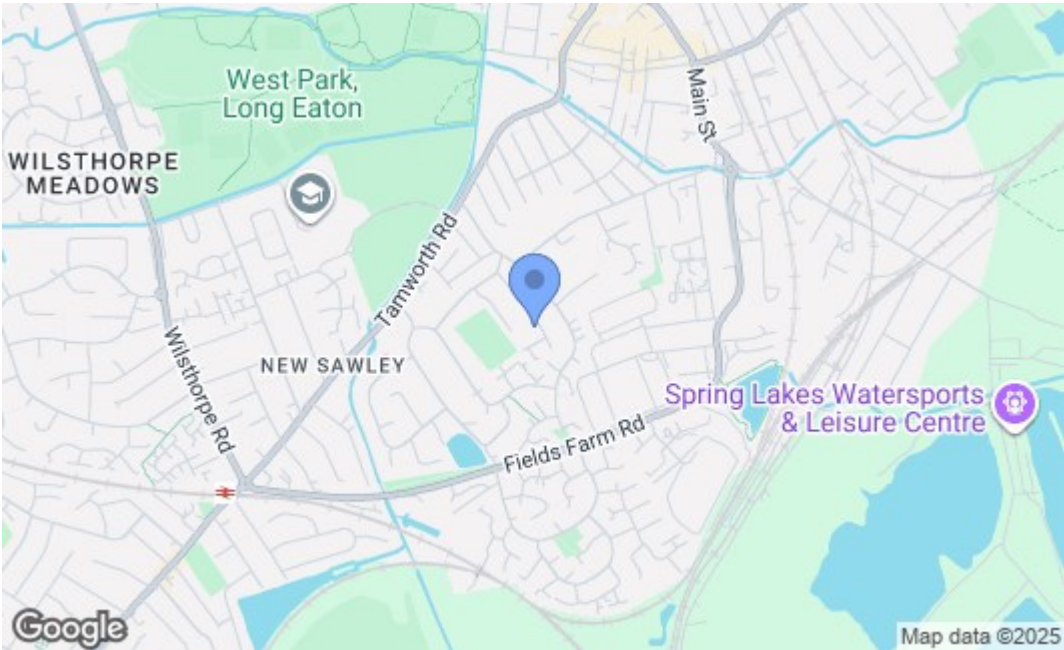 West Park,
Long Eaton
WILSTHORPE
MEADOWS
Main St
Tamworth Rd
Wilsthorpe Rd
NEW SAWLEY
Spring Lakes Watersports
& Leisure Centre
Fields Farm Rd
Google
Map data ©2025